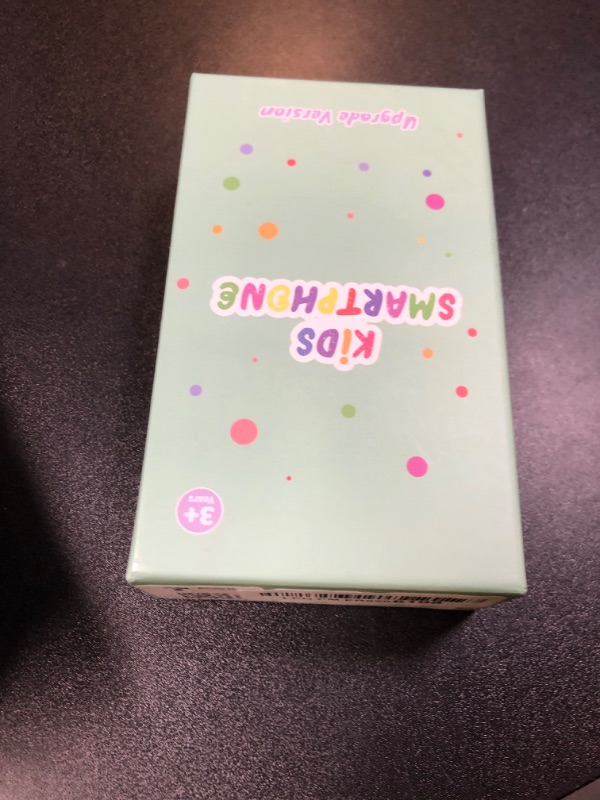 3+
Years
KiDS
SMARTPHONE
Upgrade Version